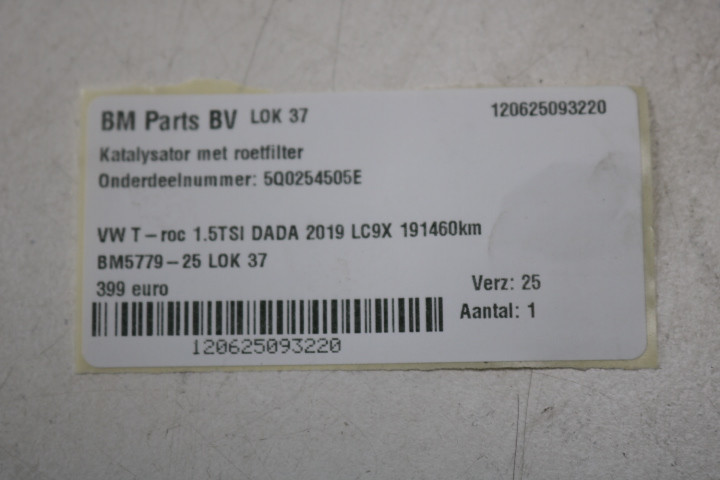 BM Parts BV LOK 37 120625093220
Katalysator met roetfilter
Onderdeelnummer: 5Q0254505E
VW T-roc 1.5TSI DADA 2019 LC9X 191460km
BM5779-25 LOK 37
399 euro Verz: 25
Aantal: 1
120625093220